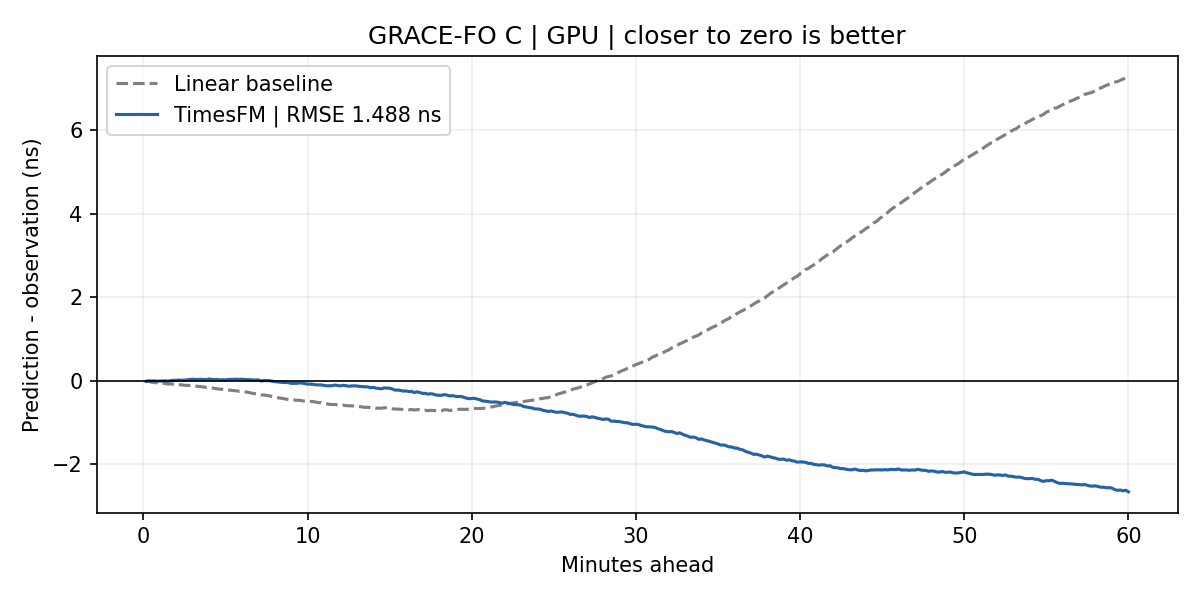 GRACE-FO C | GPU | closer to zero is better
Linear baseline
TimesFM | RMSE 1.488 ns
Prediction - observation (ns)
6
4
2
0
−2
0 10 20 30 40 50 60
Minutes ahead